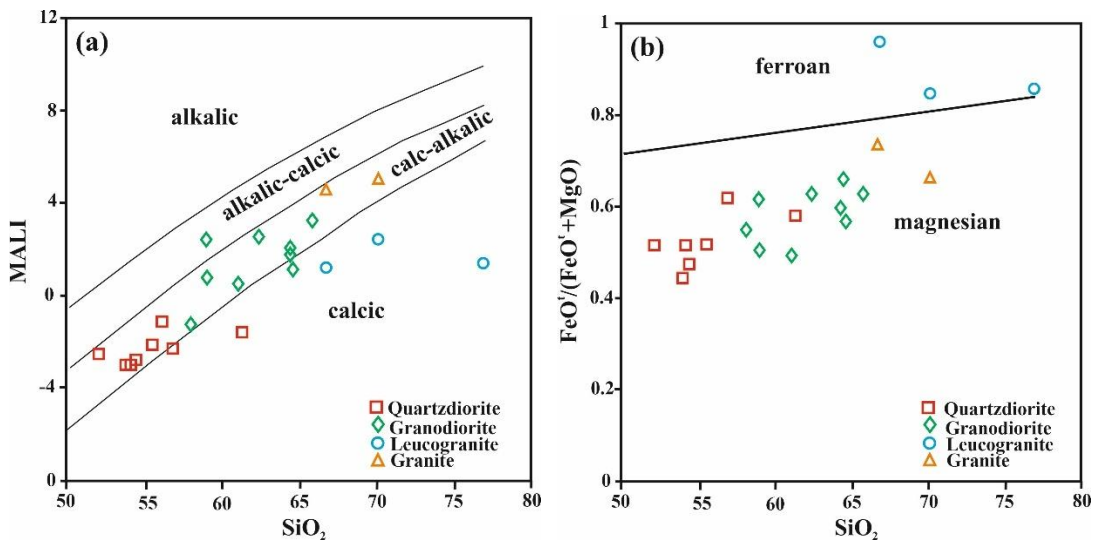 (a)
12
8
4
0
-4
MALI
alkalic
alkalic-calcic
calc-alkalic
calcic
Quartzdiorite
Granodiorite
Leucogranite
Granite
50 55 60 65 70 75 80
SiO₂
(b)
1
0.8
0.6
0.4
0.2
0
FeOᵗ/(FeOᵗ+MgO)
ferroan
magnesian
Quartzdiorite
Granodiorite
Leucogranite
Granite
50 55 60 65 70 75 80
SiO₂